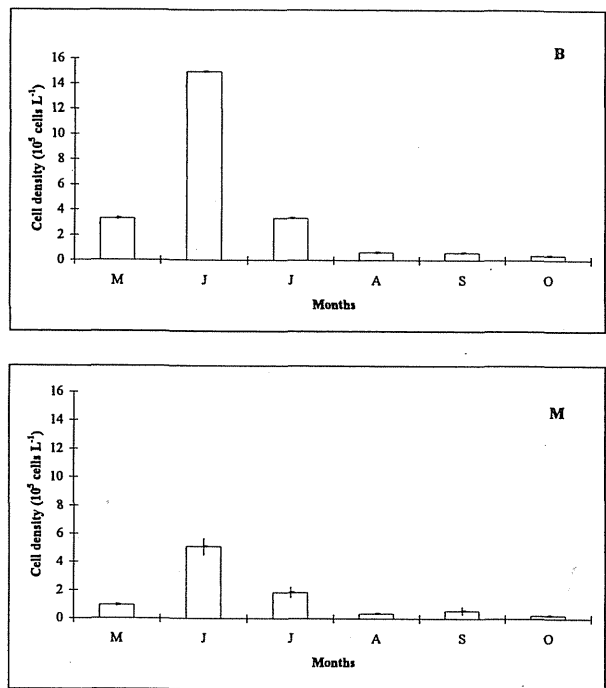 B
Cell density (10⁵ cells L⁻¹)
16
14
12
10
8
6
4
2
0
M J J A S O
Months
M
Cell density (10⁵ cells L⁻¹)
16
14
12
10
8
6
4
2
0
M J J A S O
Months